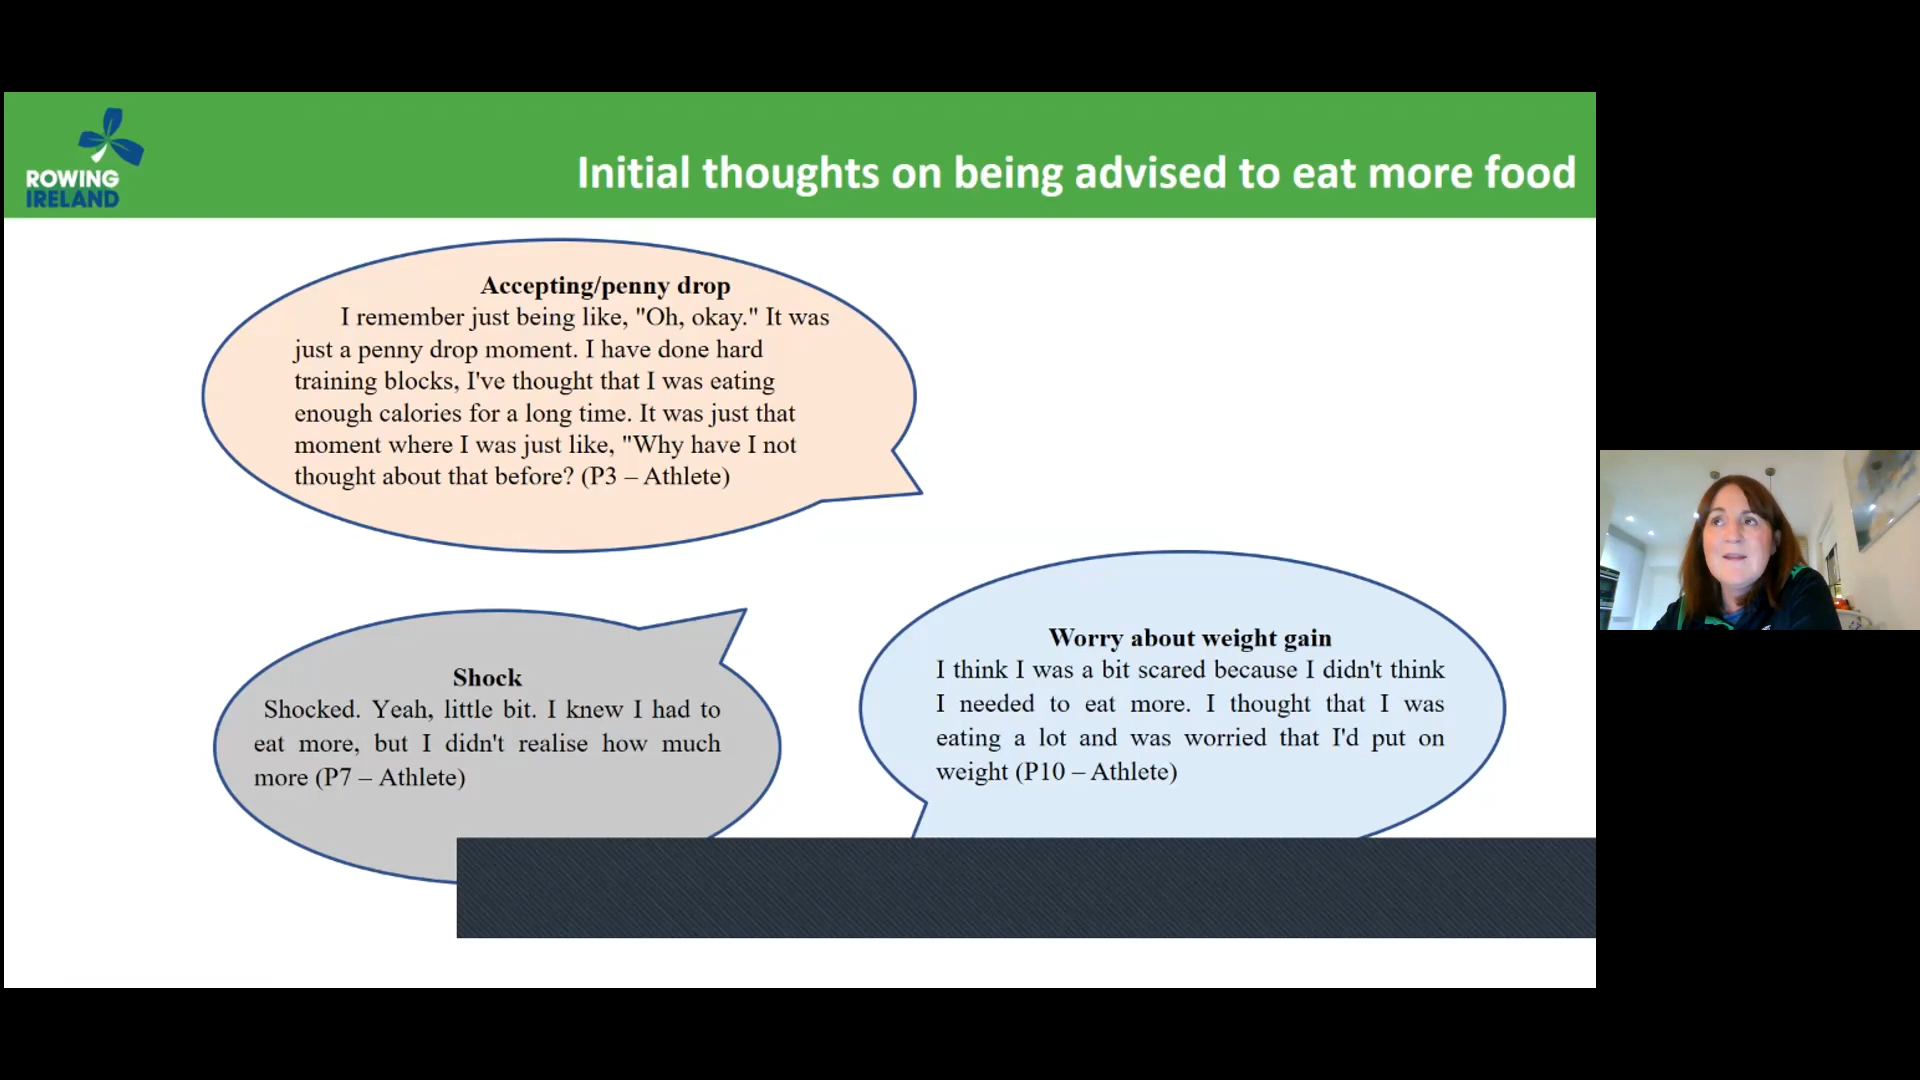 ROWING
IRELAND
Initial thoughts on being advised to eat more food
Accepting/penny drop
I remember just being like, "Oh, okay." It was
just a penny drop moment. I have done hard
training blocks, I've thought that I was eating
enough calories for a long time. It was just that
moment where I was just like, "Why have I not
thought about that before? (P3 – Athlete)
Shock
Shocked. Yeah, little bit. I knew I had to
eat more, but I didn't realise how much
more (P7 – Athlete)
Worry about weight gain
I think I was a bit scared because I didn't think
I needed to eat more. I thought that I was
eating a lot and was worried that I'd put on
weight (P10 – Athlete)